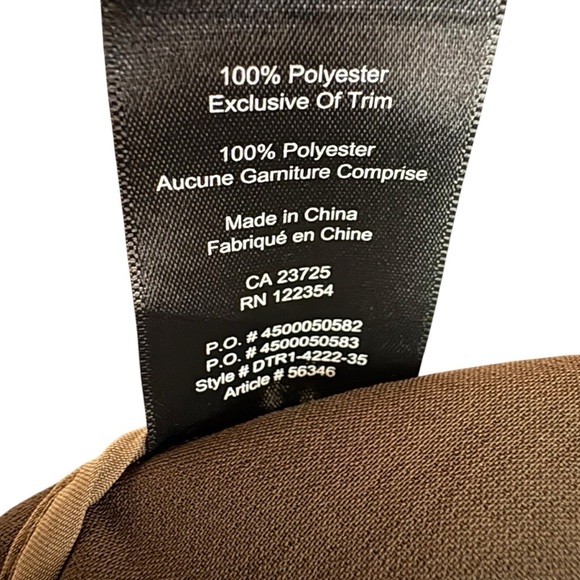 100% Polyester
Exclusive Of Trim
100% Polyester
Aucune Garniture Comprise
Made in China
Fabriqué en Chine
CA 23725
RN 122354
P.O. # 4500050582
P.O. # 4500050583
Style # DTR1-4222-35
Article # 56346